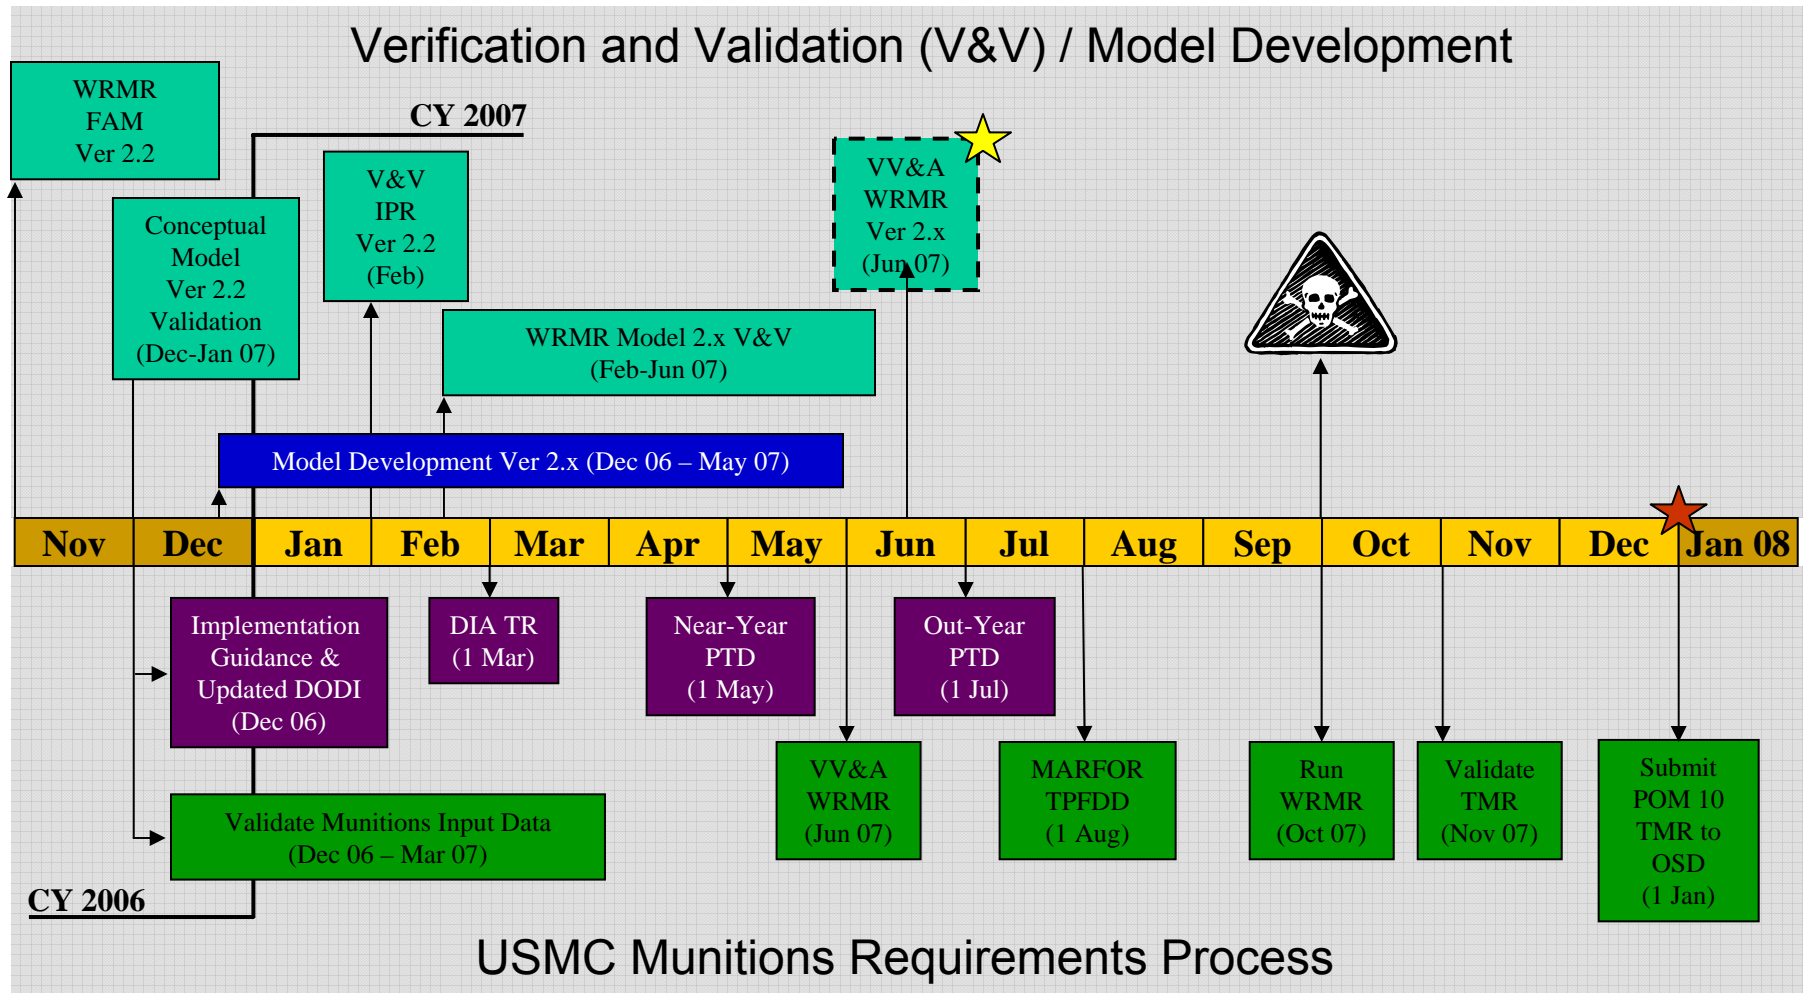 Verification and Validation (V&V) / Model Development
WRMR
FAM
Ver 2.2
CY 2007
Conceptual
Model
Ver 2.2
Validation
(Dec-Jan 07)
V&V
IPR
Ver 2.2
(Feb)
VV&A
WRMR
Ver 2.x
(Jun 07)
WRMR Model 2.x V&V
(Feb-Jun 07)
Model Development Ver 2.x (Dec 06 – May 07)
Nov Dec Jan Feb Mar Apr May Jun Jul Aug Sep Oct Nov Dec Jan 08
Implementation
Guidance &
Updated DODI
(Dec 06)
DIA TR
(1 Mar)
Near-Year
PTD
(1 May)
Out-Year
PTD
(1 Jul)
Validate Munitions Input Data
(Dec 06 – Mar 07)
VV&A
WRMR
(Jun 07)
MARFOR
TPFDD
(1 Aug)
Run
WRMR
(Oct 07)
Validate
TMR
(Nov 07)
Submit
POM 10
TMR to
OSD
(1 Jan)
CY 2006
USMC Munitions Requirements Process